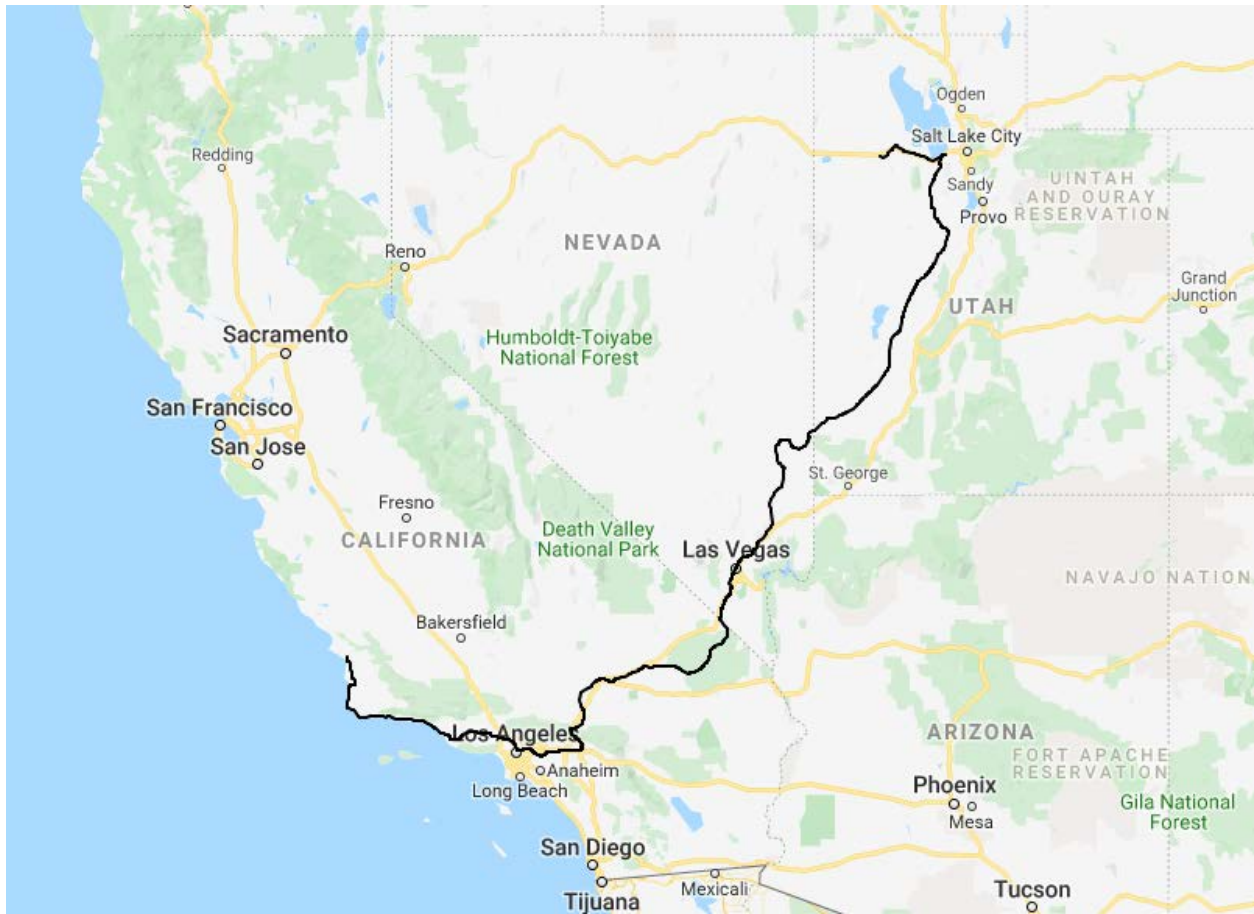 Ogden
Salt Lake City
Redding
Sandy
UINTAH
AND OURAY
RESERVATION
Provo
NEVADA
Reno
Grand
Junction
UTAH
Sacramento
Humboldt-Toiyabe
National Forest
San Francisco
San Jose
St. George
Fresno
CALIFORNIA
Death Valley
National Park
Las Vegas
NAVAJO NATION
Bakersfield
Los Angeles
ARIZONA
FORT APACHE
RESERVATION
Anaheim
Long Beach
Phoenix
Mesa
Gila National
Forest
San Diego
Mexicali
Tijuana
Tucson